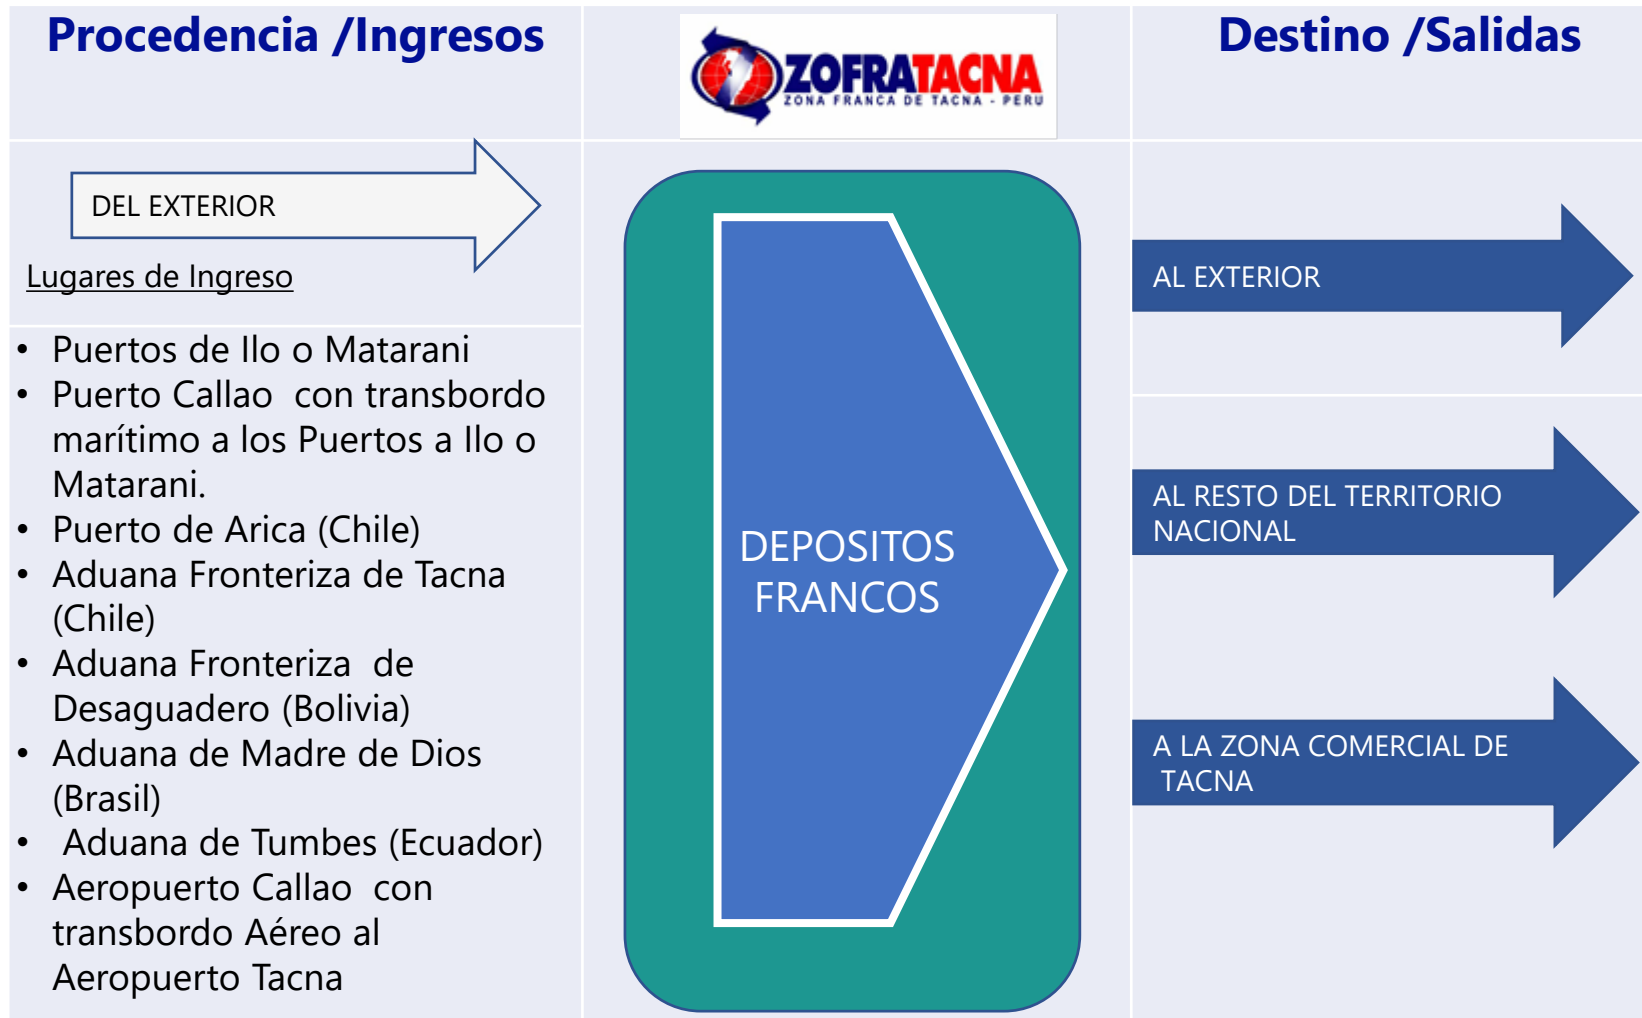 Procedencia /Ingresos
ZOFRATACNA
ZONA FRANCA DE TACNA - PERU
Destino /Salidas
DEL EXTERIOR
Lugares de Ingreso
• Puertos de Ilo o Matarani
• Puerto Callao con transbordo
marítimo a los Puertos a Ilo o
Matarani.
• Puerto de Arica (Chile)
• Aduana Fronteriza de Tacna
(Chile)
• Aduana Fronteriza de
Desaguadero (Bolivia)
• Aduana de Madre de Dios
(Brasil)
• Aduana de Tumbes (Ecuador)
• Aeropuerto Callao con
transbordo Aéreo al
Aeropuerto Tacna
DEPOSITOS
FRANCOS
AL EXTERIOR
AL RESTO DEL TERRITORIO
NACIONAL
A LA ZONA COMERCIAL DE
TACNA